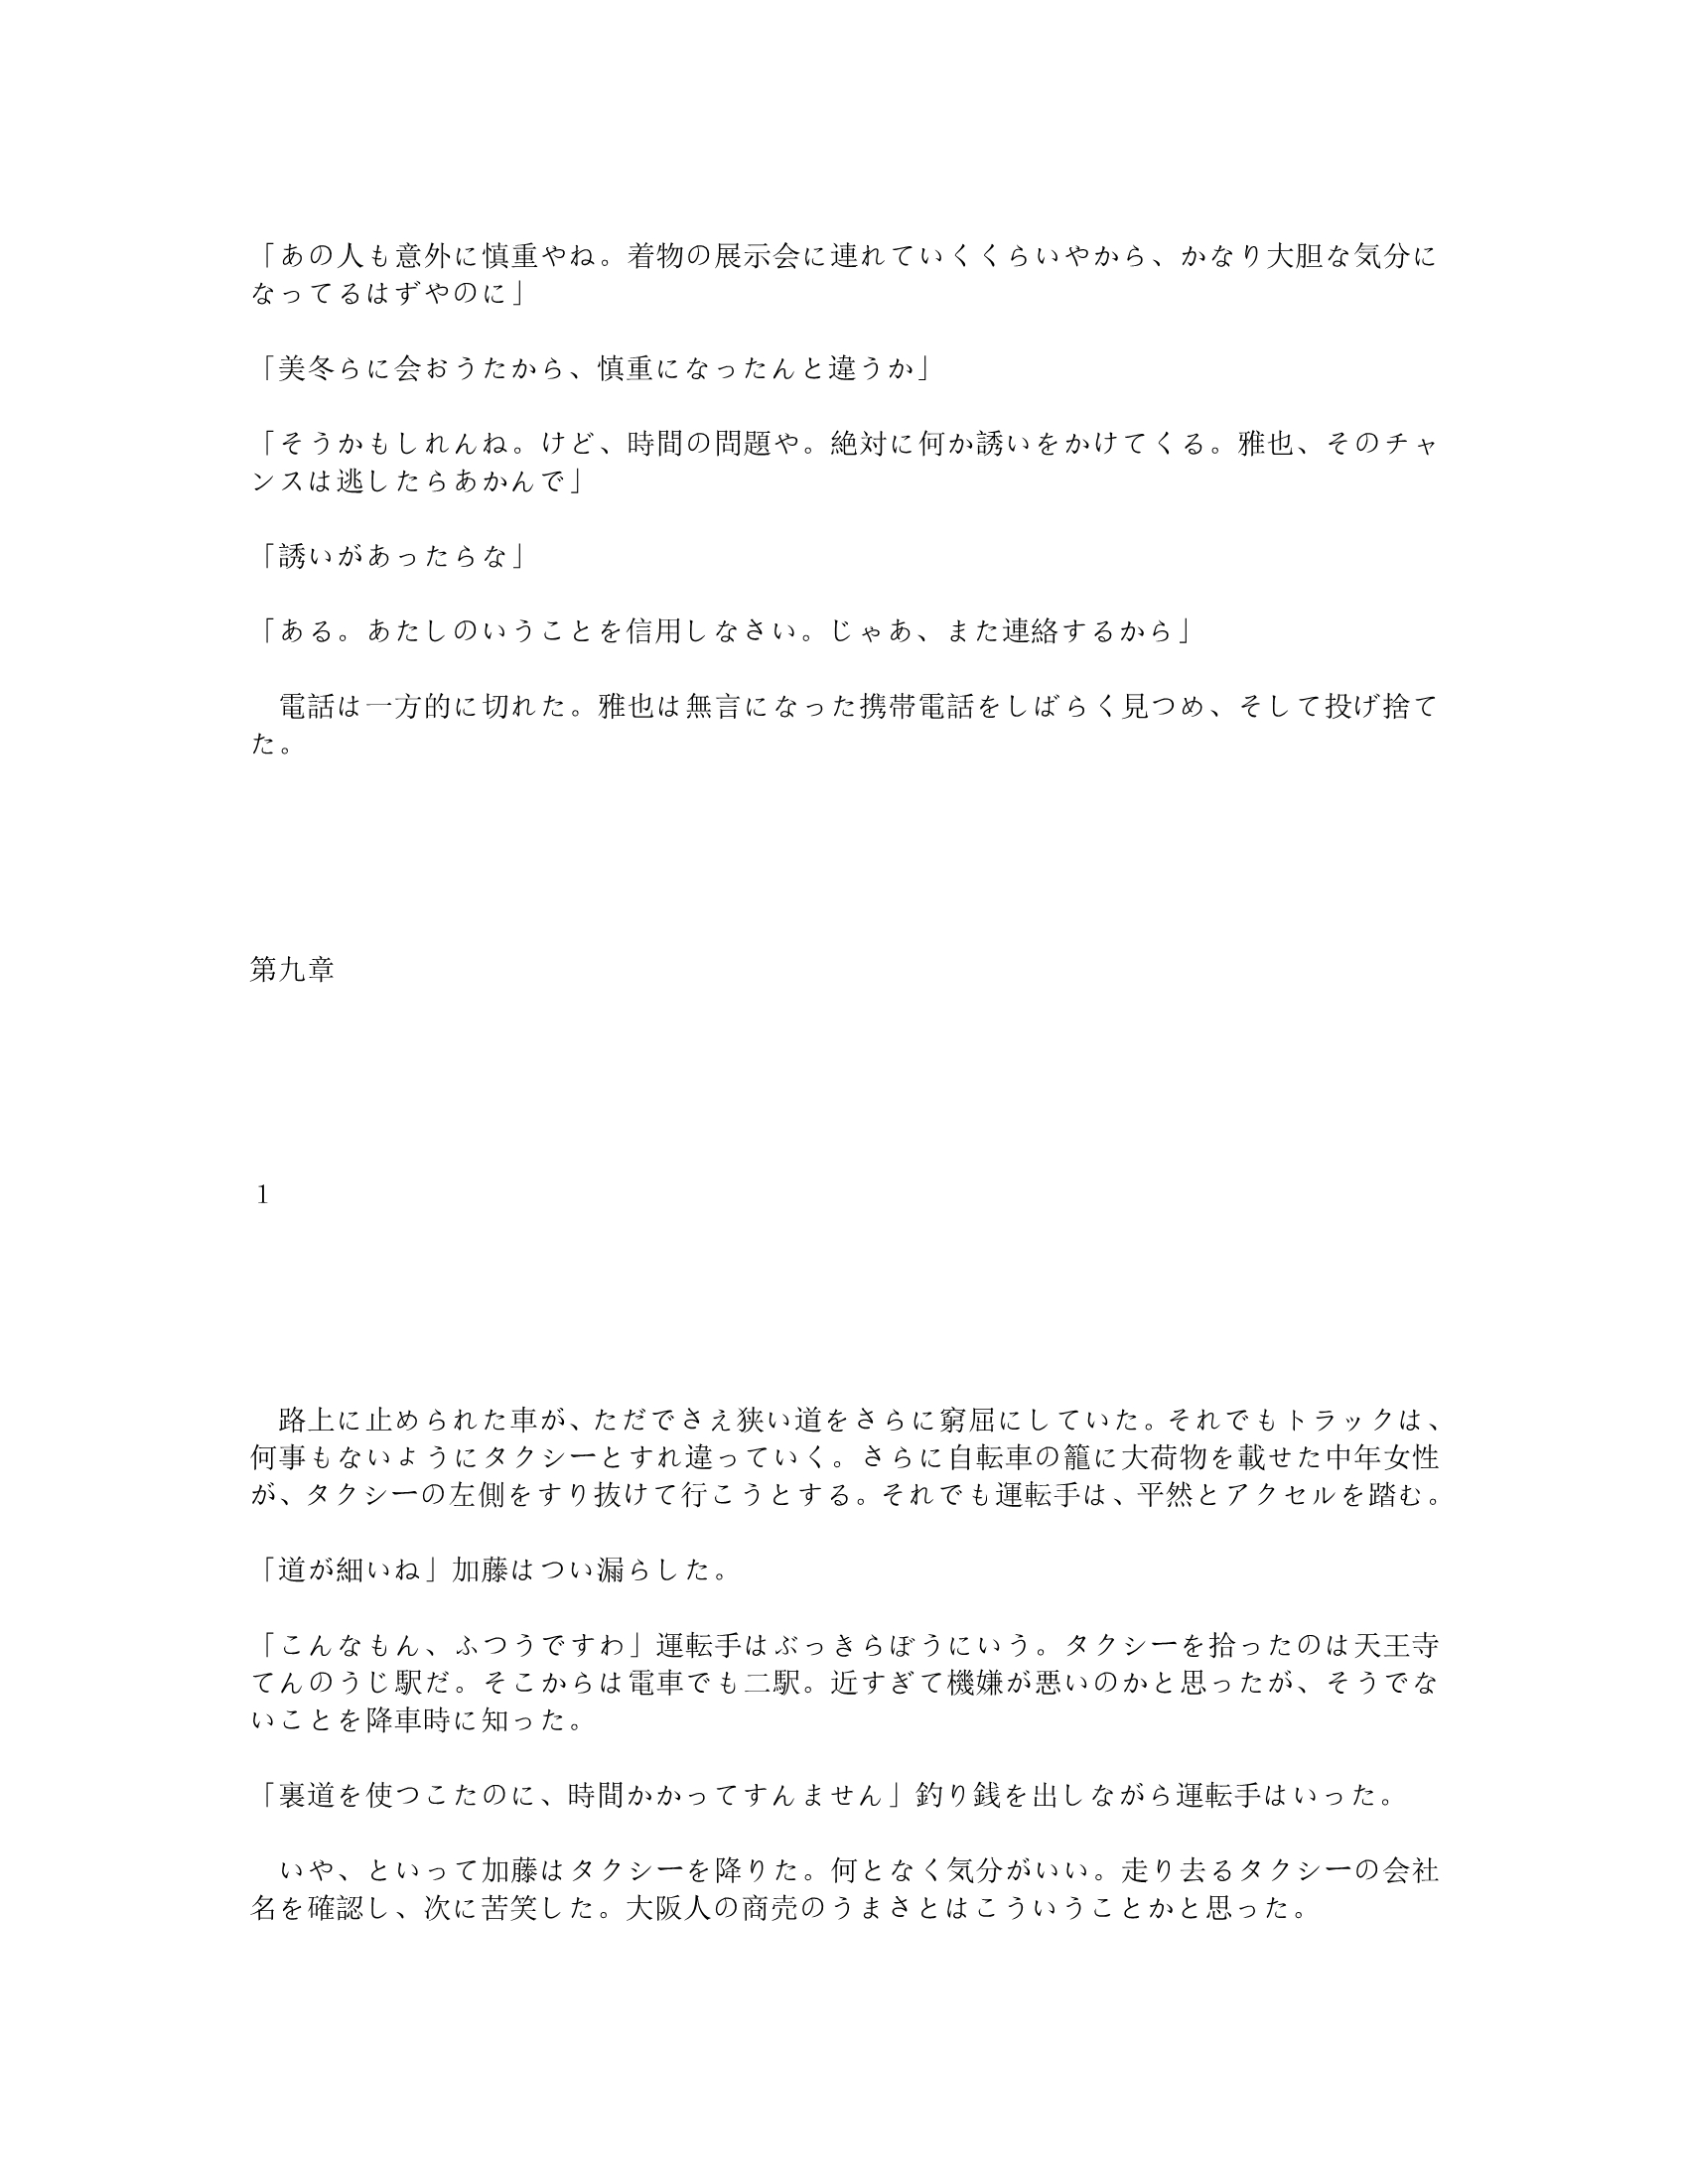 「あの人も意外に慎重やね。着物の展示会に連れていくくらいやから、かなり大胆な気分に
なってるはずやのに」
「美冬らに会おうたから、慎重になったんと違うか」
「そうかもしれんね。けど、時間の問題や。絶対に何か誘いをかけてくる。雅也、そのチャ
ンスは逃したらあかんで」
「誘いがあったらな」
「ある。あたしのいうことを信用しなさい。じゃあ、また連絡するから」
　電話は一方的に切れた。雅也は無言になった携帯電話をしばらく見つめ、そして投げ捨て
た。
第九章
1
　路上に止められた車が、ただでさえ狭い道をさらに窮屈にしていた。それでもトラックは、
何事もないようにタクシーとすれ違っていく。さらに自転車の籠に大荷物を載せた中年女性
が、タクシーの左側をすり抜けて行こうとする。それでも運転手は、平然とアクセルを踏む。
「道が細いね」加藤はつい漏らした。
「こんなもん、ふつうですわ」運転手はぶっきらぼうにいう。タクシーを拾ったのは天王寺
てんのうじ駅だ。そこからは電車でも二駅。近すぎて機嫌が悪いのかと思ったが、そうでな
いことを降車時に知った。
「裏道を使つこたのに、時間かかってすんません」釣り銭を出しながら運転手はいった。
　いや、といって加藤はタクシーを降りた。何となく気分がいい。走り去るタクシーの会社
名を確認し、次に苦笑した。大阪人の商売のうまさとはこういうことかと思った。